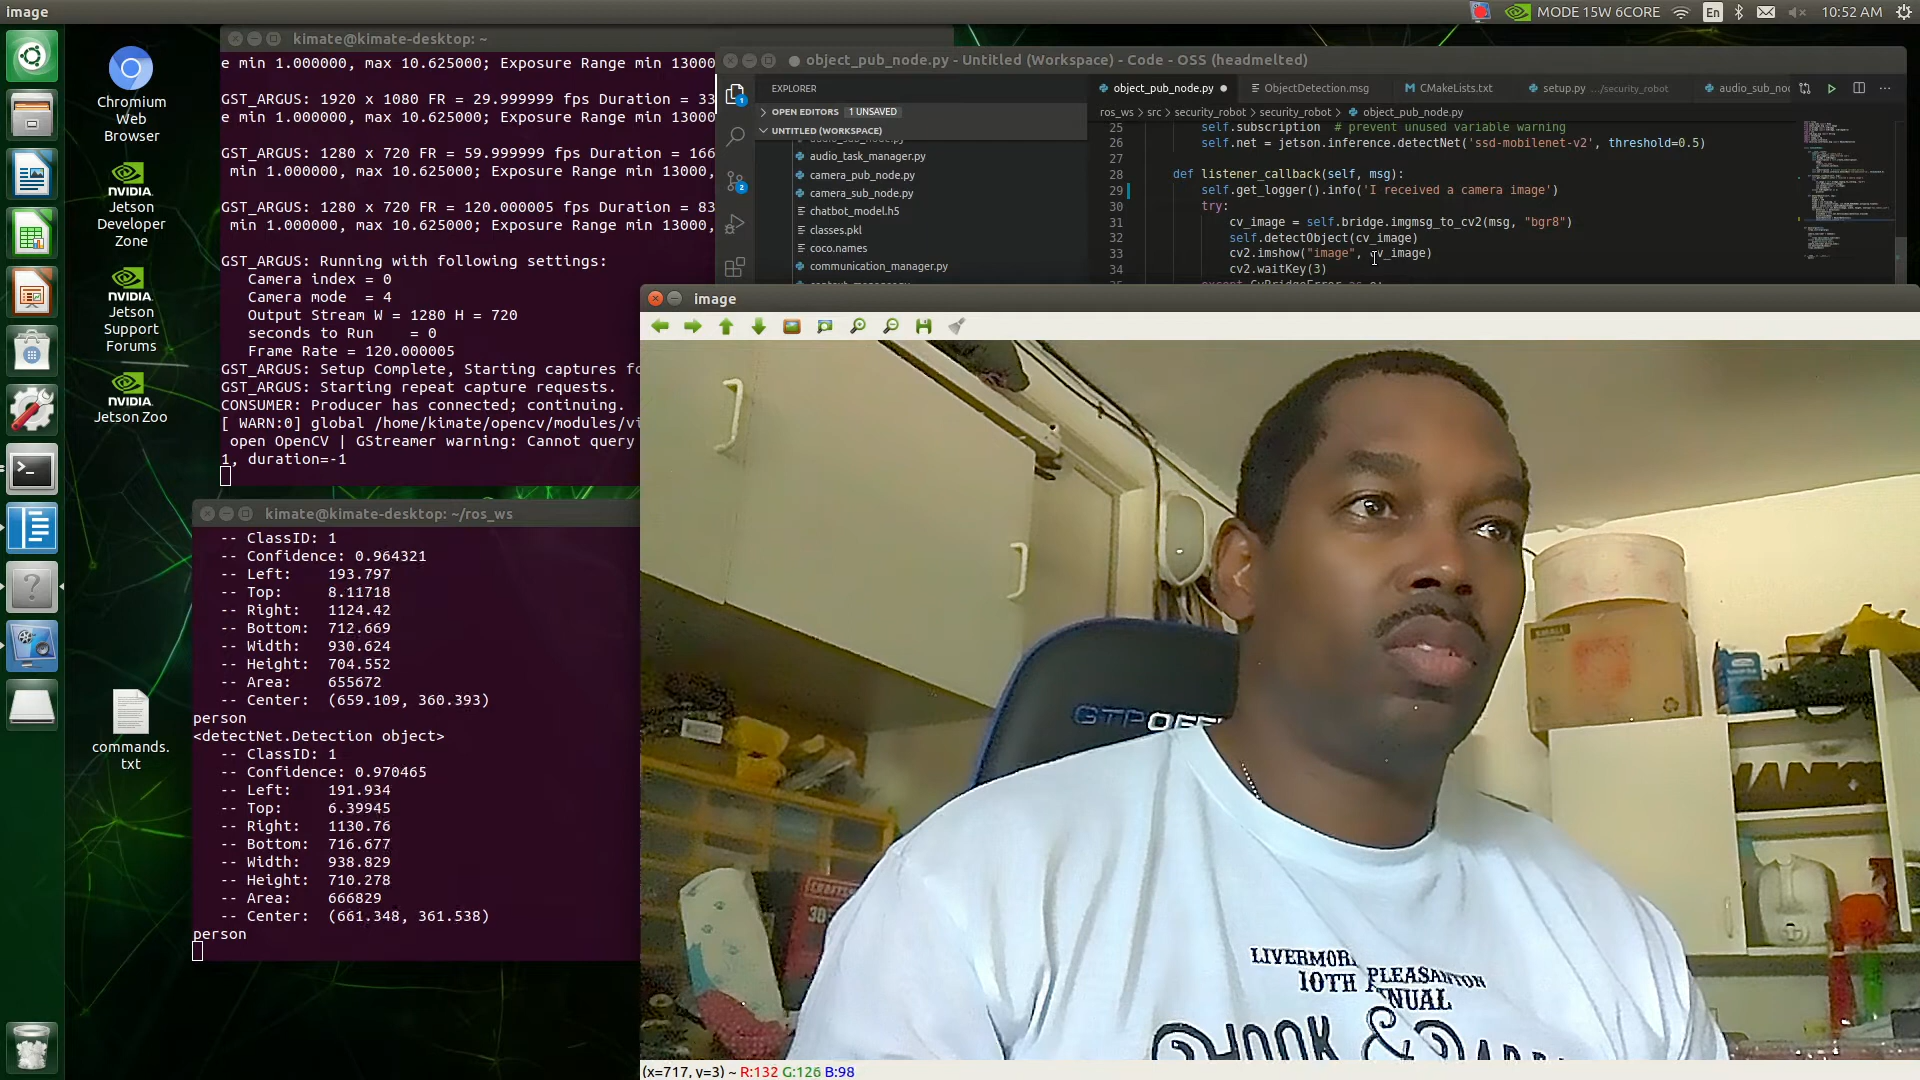 image
MODE 15W 6CORE
En
10:52 AM
Chromium
Web
Browser
NVIDIA.
Jetson
Developer
Zone
NVIDIA.
Jetson
Support
Forums
NVIDIA.
Jetson Zoo
commands.
txt
kimate@kimate-desktop: ~
e min 1.000000, max 10.625000; Exposure Range min 13000
GST_ARGUS: 1920 x 1080 FR = 29.999999 fps Duration = 33
e min 1.000000, max 10.625000; Exposure Range min 13000
GST_ARGUS: 1280 x 720 FR = 59.999999 fps Duration = 166
min 1.000000, max 10.625000; Exposure Range min 13000,
GST_ARGUS: 1280 x 720 FR = 120.000005 fps Duration = 83
min 1.000000, max 10.625000; Exposure Range min 13000,
GST_ARGUS: Running with following settings:
Camera index = 0
Camera mode = 4
Output Stream W = 1280 H = 720
seconds to Run = 0
Frame Rate = 120.000005
GST_ARGUS: Setup Complete, Starting captures fo
GST_ARGUS: Starting repeat capture requests.
CONSUMER: Producer has connected; continuing.
[ WARN:0] global /home/kimate/opencv/modules/vi
open OpenCV | GStreamer warning: Cannot query
1, duration=-1
kimate@kimate-desktop: ~/ros_ws
-- ClassID: 1
-- Confidence: 0.964321
-- Left: 193.797
-- Top: 8.11718
-- Right: 1124.42
-- Bottom: 712.669
-- Width: 930.624
-- Height: 704.552
-- Area: 655672
-- Center: (659.109, 360.393)
person
<detectNet.Detection object>
-- ClassID: 1
-- Confidence: 0.970465
-- Left: 191.934
-- Top: 6.39945
-- Right: 1130.76
-- Bottom: 716.677
-- Width: 938.829
-- Height: 710.278
-- Area: 666829
-- Center: (661.348, 361.538)
person
object_pub_node.py - Untitled (Workspace) - Code - OSS (headmelted)
1
2
EXPLORER
OPEN EDITORS 1 UNSAVED
UNTITLED (WORKSPACE)
audio_task_manager.py
camera_pub_node.py
camera_sub_node.py
chatbot_model.h5
classes.pkl
coco.names
communication_manager.py
object_pub_node.py
ObjectDetection.msg
CMakeLists.txt
setup.py .../security_robot
audio_sub_no
ros_ws > src > security_robot > security_robot > object_pub_node.py
25 self.subscription # prevent unused variable warning
26 self.net = jetson.inference.detectNet('ssd-mobilenet-v2', threshold=0.5)
27
28 def listener_callback(self, msg):
29 self.get_logger().info('I received a camera image')
30 try:
31 cv_image = self.bridge.imgmsg_to_cv2(msg, "bgr8")
32 self.detectObject(cv_image)
33 cv2.imshow("image", cv_image)
34 cv2.waitKey(3)
image
GTPOF
LIVERMOR PLEASANTON
10TH ANNUAL
(x=717, y=3) ~ R:132 G:126 B:98